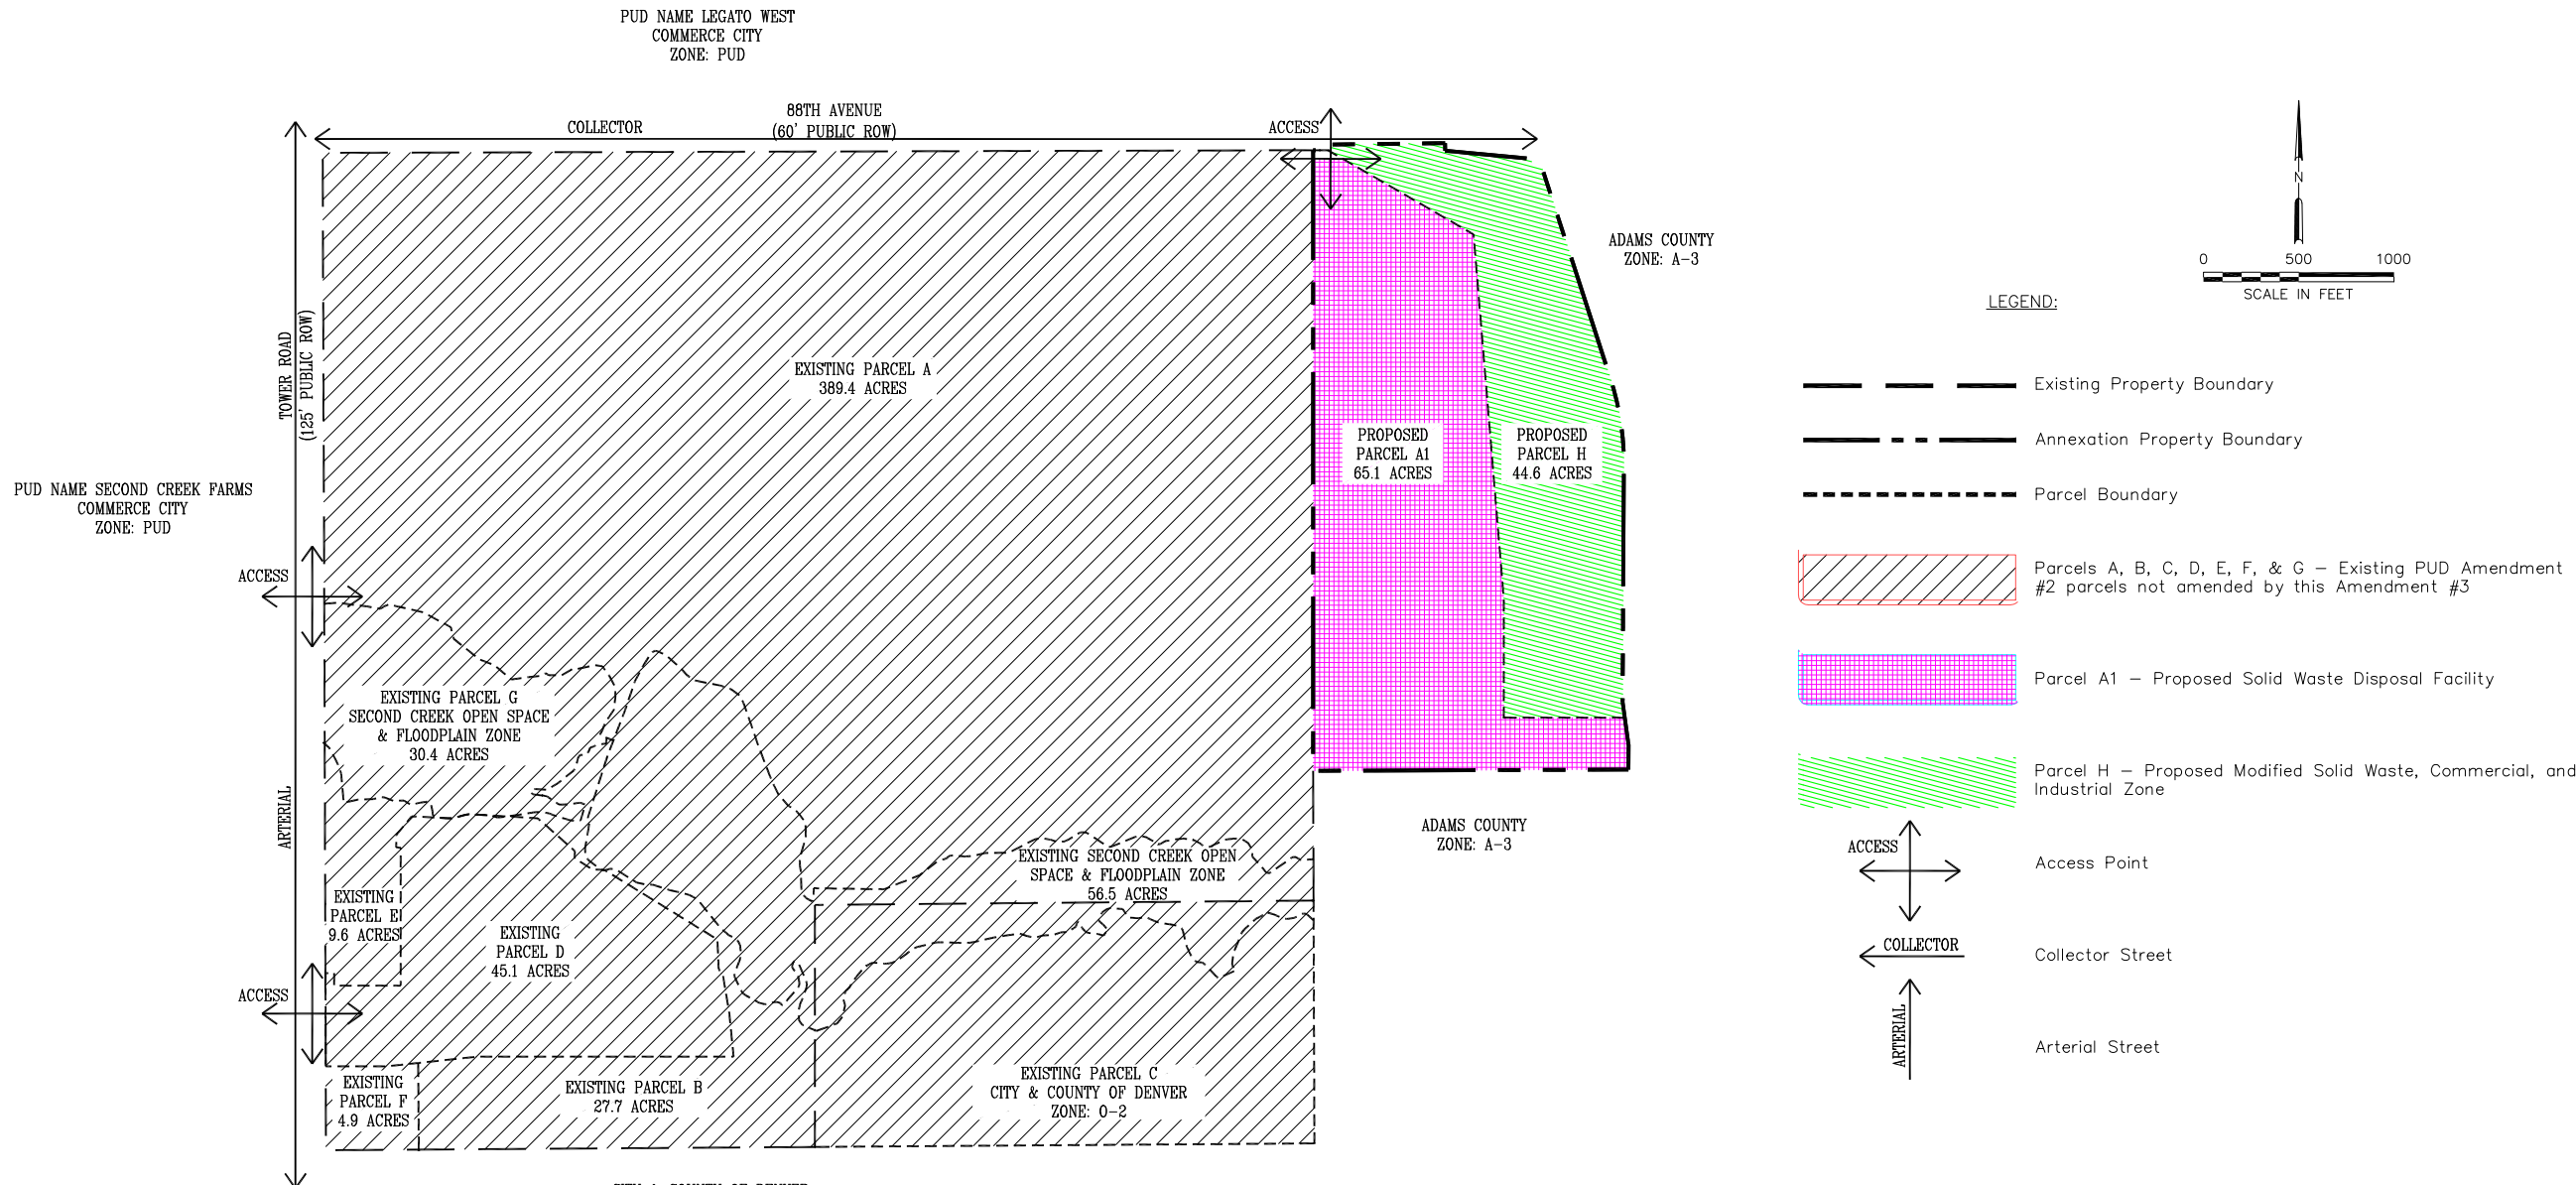 PUD NAME LEGATO WEST
COMMERCE CITY
ZONE: PUD
88TH AVENUE
(60' PUBLIC ROW)
COLLECTOR
ACCESS
TOWER ROAD
(125' PUBLIC ROW)
ADAMS COUNTY
ZONE: A-3
EXISTING PARCEL A
389.4 ACRES
PROPOSED
PARCEL A1
65.1 ACRES
PROPOSED
PARCEL H
44.6 ACRES
PUD NAME SECOND CREEK FARMS
COMMERCE CITY
ZONE: PUD
ACCESS
EXISTING PARCEL G
SECOND CREEK OPEN SPACE
& FLOODPLAIN ZONE
30.4 ACRES
ARTERIAL
ADAMS COUNTY
ZONE: A-3
EXISTING SECOND CREEK OPEN
SPACE & FLOODPLAIN ZONE
56.5 ACRES
EXISTING
PARCEL E
9.6 ACRES
EXISTING
PARCEL D
45.1 ACRES
ACCESS
EXISTING
PARCEL F
4.9 ACRES
EXISTING PARCEL B
27.7 ACRES
EXISTING PARCEL C
CITY & COUNTY OF DENVER
ZONE: O-2
N
0 500 1000
SCALE IN FEET
LEGEND:
Existing Property Boundary
Annexation Property Boundary
Parcel Boundary
Parcels A, B, C, D, E, F, & G – Existing PUD Amendment
#2 parcels not amended by this Amendment #3
Parcel A1 – Proposed Solid Waste Disposal Facility
Parcel H – Proposed Modified Solid Waste, Commercial, and
Industrial Zone
ACCESS
Access Point
COLLECTOR
Collector Street
ARTERIAL
Arterial Street